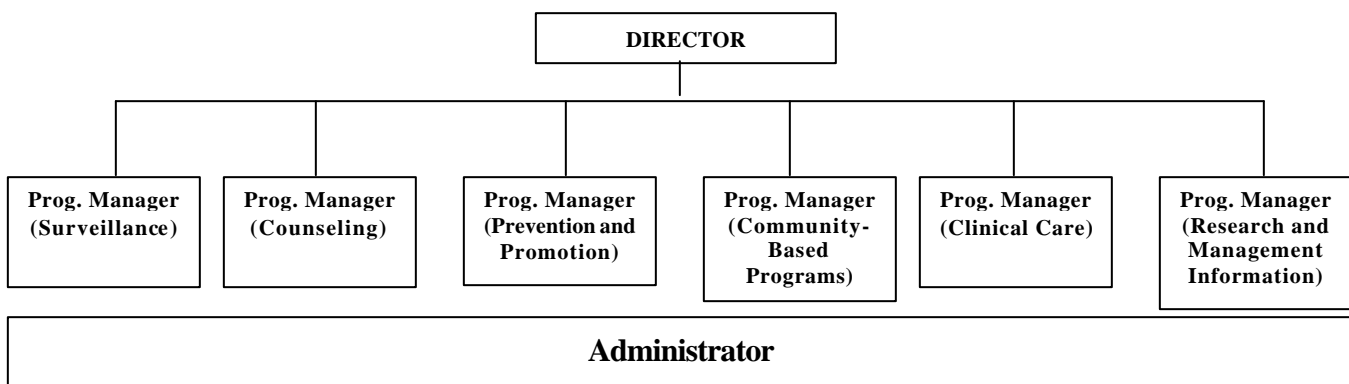 DIRECTOR
Prog. Manager
(Surveillance)
Prog. Manager
(Counseling)
Prog. Manager
(Prevention and
Promotion)
Prog. Manager
(Community-
Based
Programs)
Prog. Manager
(Clinical Care)
Prog. Manager
(Research and
Management
Information)
Administrator